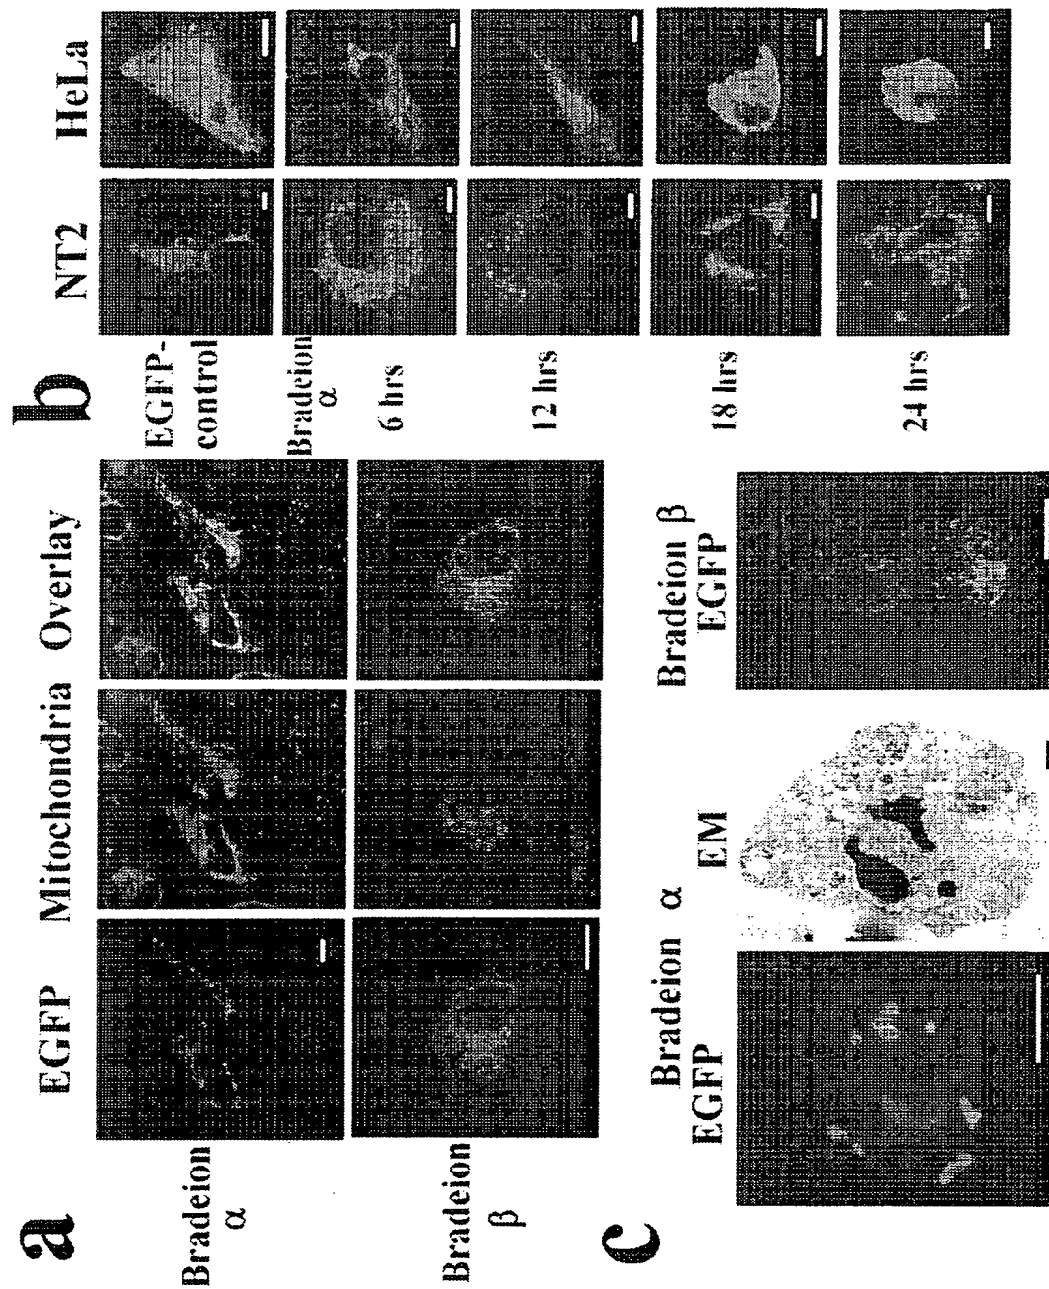 a
EGFP Mitochondria Overlay
Bradeion
α
Bradeion
β
b
NT2 HeLa
EGFP-
control
Bradeion
α
6 hrs
12 hrs
18 hrs
24 hrs
c
Bradeion α
EGFP EM
Bradeion β
EGFP